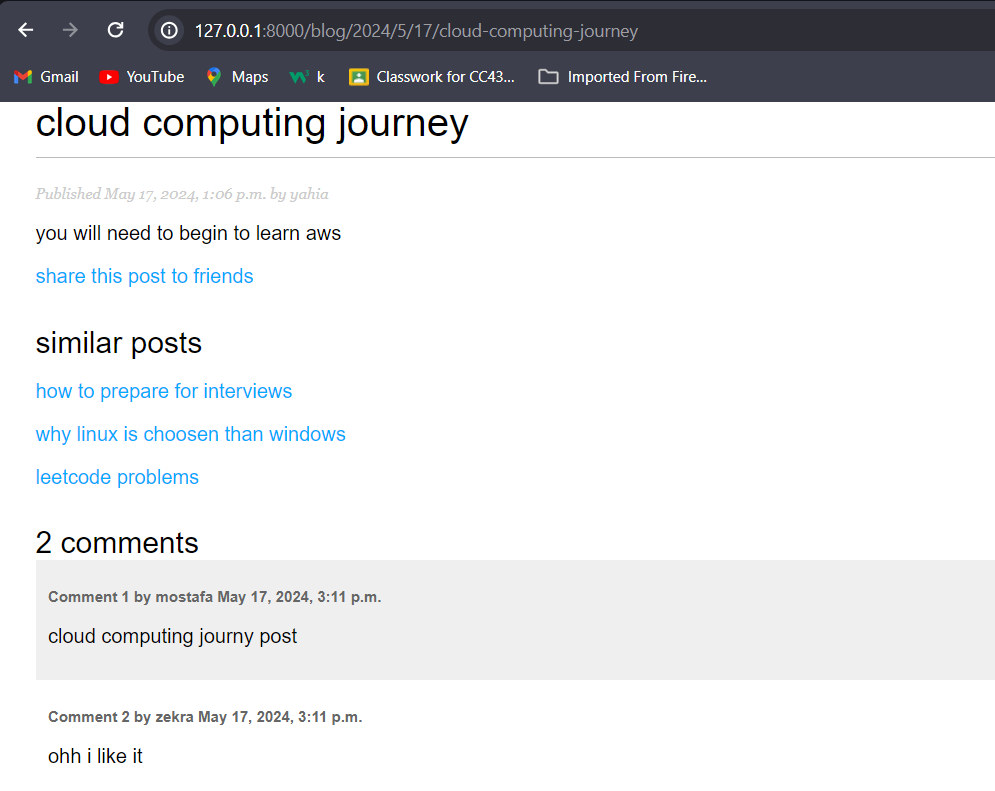 127.0.0.1:8000/blog/2024/5/17/cloud-computing-journey
Gmail YouTube Maps k Classwork for CC43... Imported From Fire...
cloud computing journey
Published May 17, 2024, 1:06 p.m. by yahia
you will need to begin to learn aws
share this post to friends
similar posts
how to prepare for interviews
why linux is choosen than windows
leetcode problems
2 comments
Comment 1 by mostafa May 17, 2024, 3:11 p.m.
cloud computing journy post
Comment 2 by zekra May 17, 2024, 3:11 p.m.
ohh i like it